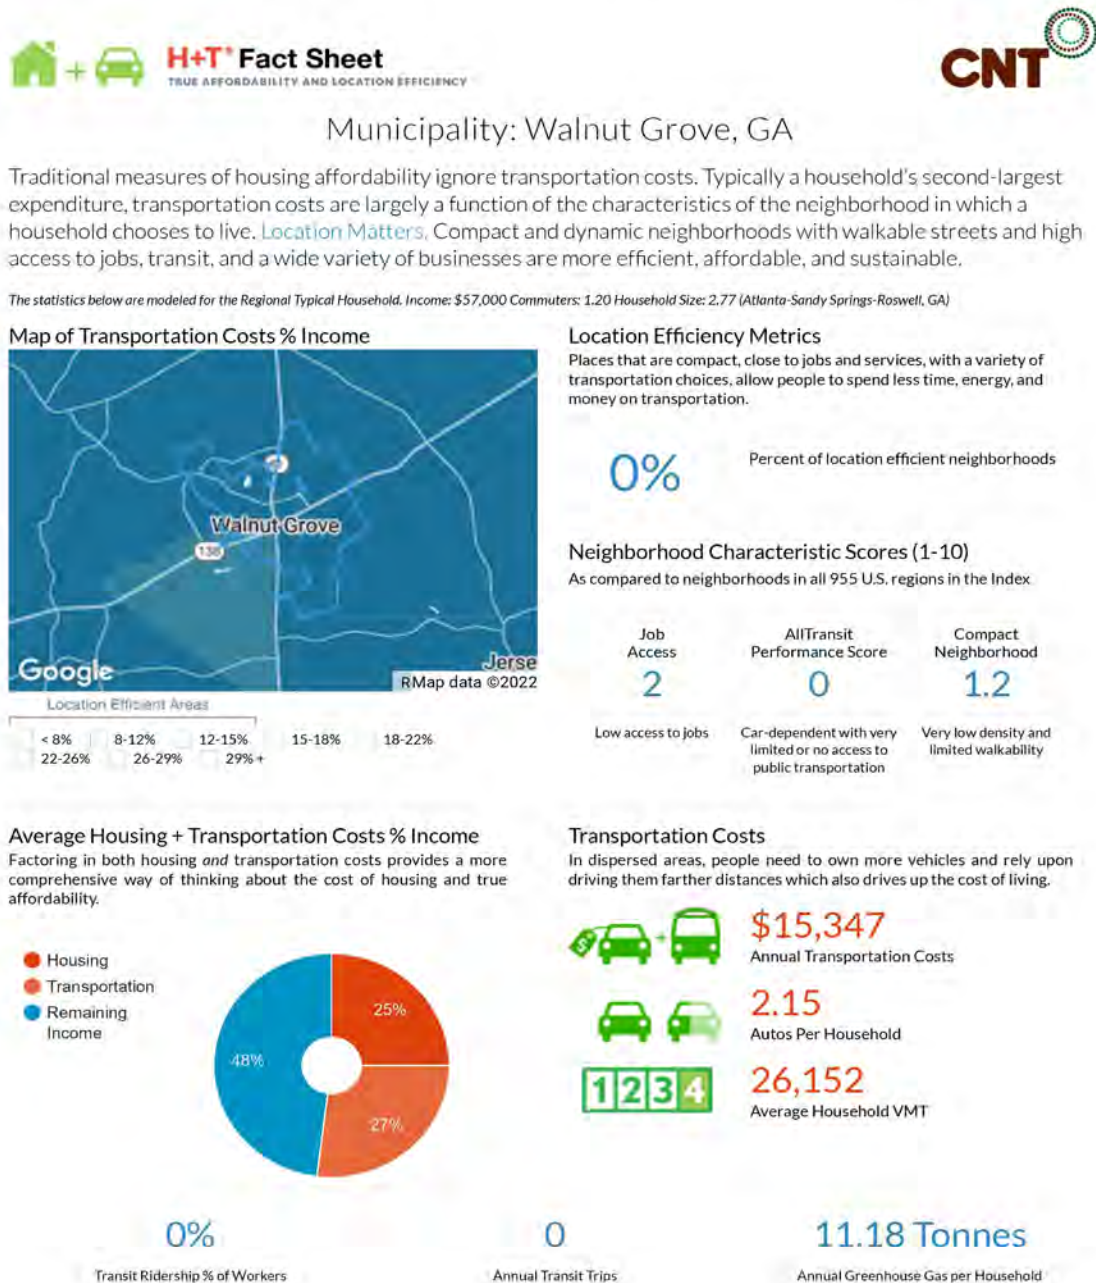 H+T® Fact Sheet
TRUE AFFORDABILITY AND LOCATION EFFICIENCY
CNT
Municipality: Walnut Grove, GA
Traditional measures of housing affordability ignore transportation costs. Typically a household's second-largest
expenditure, transportation costs are largely a function of the characteristics of the neighborhood in which a
household chooses to live. Location Matters. Compact and dynamic neighborhoods with walkable streets and high
access to jobs, transit, and a wide variety of businesses are more efficient, affordable, and sustainable.
The statistics below are modeled for the Regional Typical Household. Income: $57,000 Commuters: 1.20 Household Size: 2.77 (Atlanta-Sandy Springs-Roswell, GA)
Map of Transportation Costs % Income
Walnut Grove
138
Jerse
Google
RMap data ©2022
Location Efficient Areas
< 8% 8-12% 12-15% 15-18% 18-22%
22-26% 26-29% 29% +
Location Efficiency Metrics
Places that are compact, close to jobs and services, with a variety of
transportation choices, allow people to spend less time, energy, and
money on transportation.
0%
Percent of location efficient neighborhoods
Neighborhood Characteristic Scores (1-10)
As compared to neighborhoods in all 955 U.S. regions in the Index
Job
Access
2
Low access to jobs
AllTransit
Performance Score
0
Car-dependent with very
limited or no access to
public transportation
Compact
Neighborhood
1.2
Very low density and
limited walkability
Average Housing + Transportation Costs % Income
Factoring in both housing and transportation costs provides a more
comprehensive way of thinking about the cost of housing and true
affordability.
Housing
Transportation
Remaining
Income
25%
48%
27%
Transportation Costs
In dispersed areas, people need to own more vehicles and rely upon
driving them farther distances which also drives up the cost of living.
$
+
$15,347
Annual Transportation Costs
2.15
Autos Per Household
1 2 3 4
26,152
Average Household VMT
0%
Transit Ridership % of Workers
0
Annual Transit Trips
11.18 Tonnes
Annual Greenhouse Gas per Household